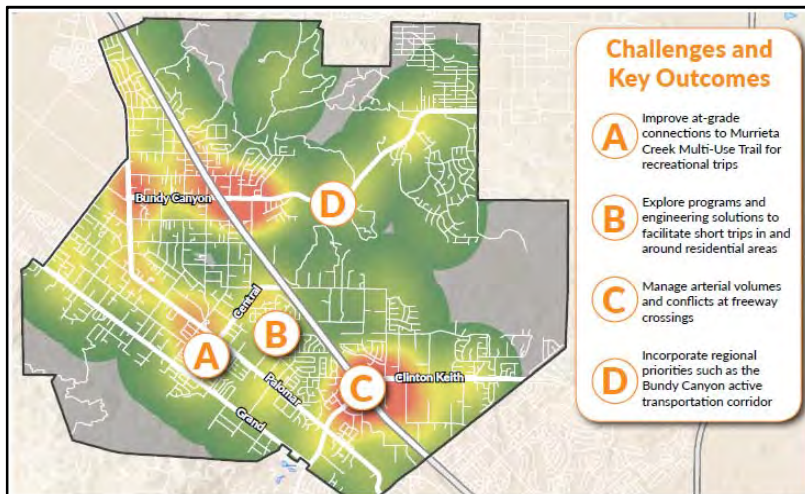 Challenges and
Key Outcomes
A
Improve at-grade
connections to Murrieta
Creek Multi-Use Trail for
recreational trips
B
Explore programs and
engineering solutions to
facilitate short trips in and
around residential areas
C
Manage arterial volumes
and conflicts at freeway
crossings
D
Incorporate regional
priorities such as the
Bundy Canyon active
transportation corridor
Bundy Canyon
D
Central
B
A
C
Clinton Keith
Palomar
Grand